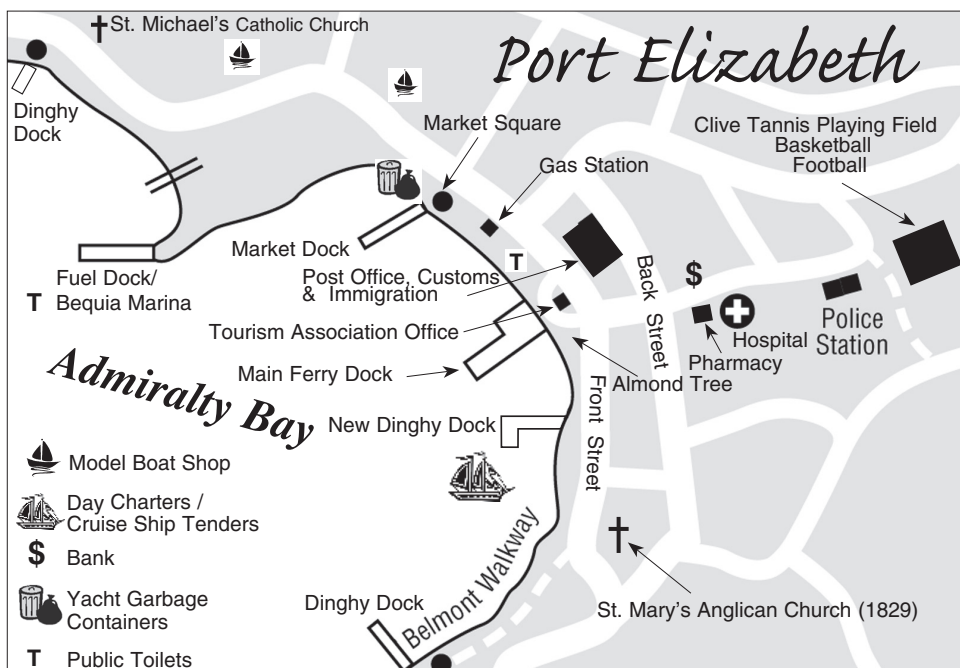 St. Michael's Catholic Church
Port Elizabeth
Dinghy
Dock
Market Square
Clive Tannis Playing Field
Basketball
Football
Gas Station
Market Dock
Fuel Dock/
T Bequia Marina
T
Post Office, Customs
& Immigration
Back Street
$
Tourism Association Office
Hospital
Police
Station
Pharmacy
Main Ferry Dock
Almond Tree
Admiralty Bay
Front Street
New Dinghy Dock
Model Boat Shop
Day Charters /
Cruise Ship Tenders
$ Bank
Yacht Garbage
Containers
Dinghy Dock
Belmont Walkway
St. Mary's Anglican Church (1829)
T Public Toilets